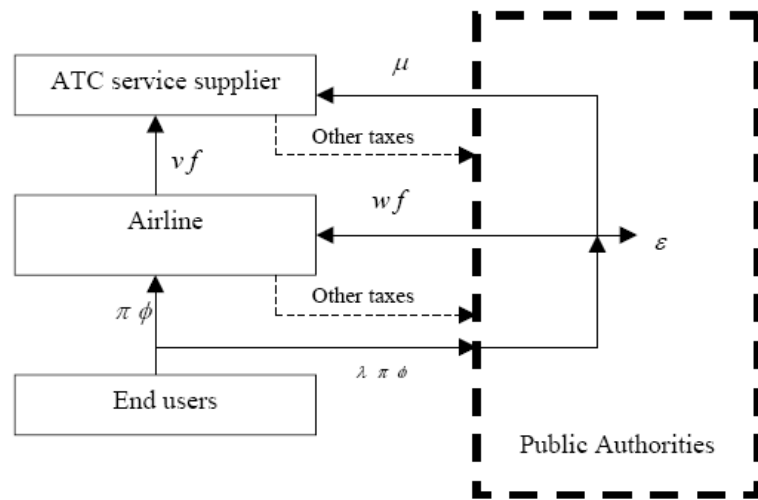 ATC service supplier
μ
Other taxes
v f
w f
Airline
ε
Other taxes
π ϕ
λ π ϕ
End users
Public Authorities